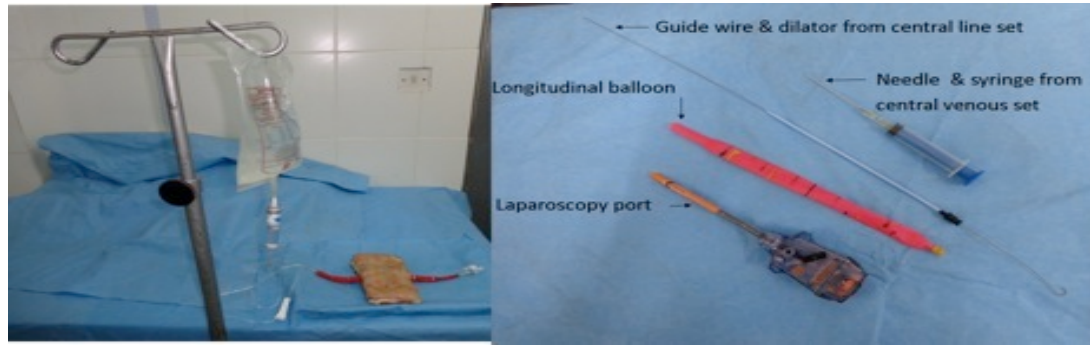 Guide wire & dilator from central line set
Needle & syringe from
central venous set
Longitudinal balloon
Laparoscopy port